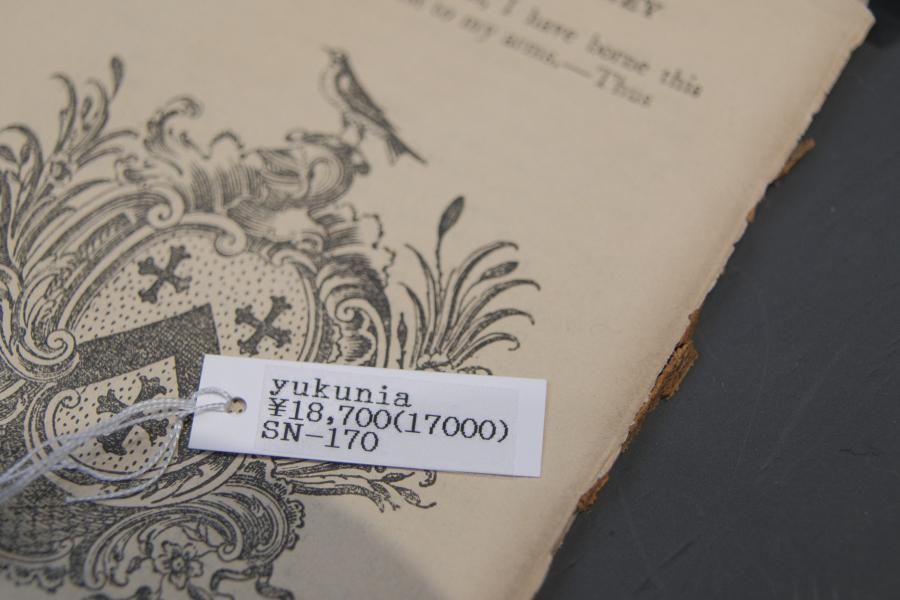 I have borne this
to my arms.—Thus
yukunia
¥18,700(17000)
SN-170